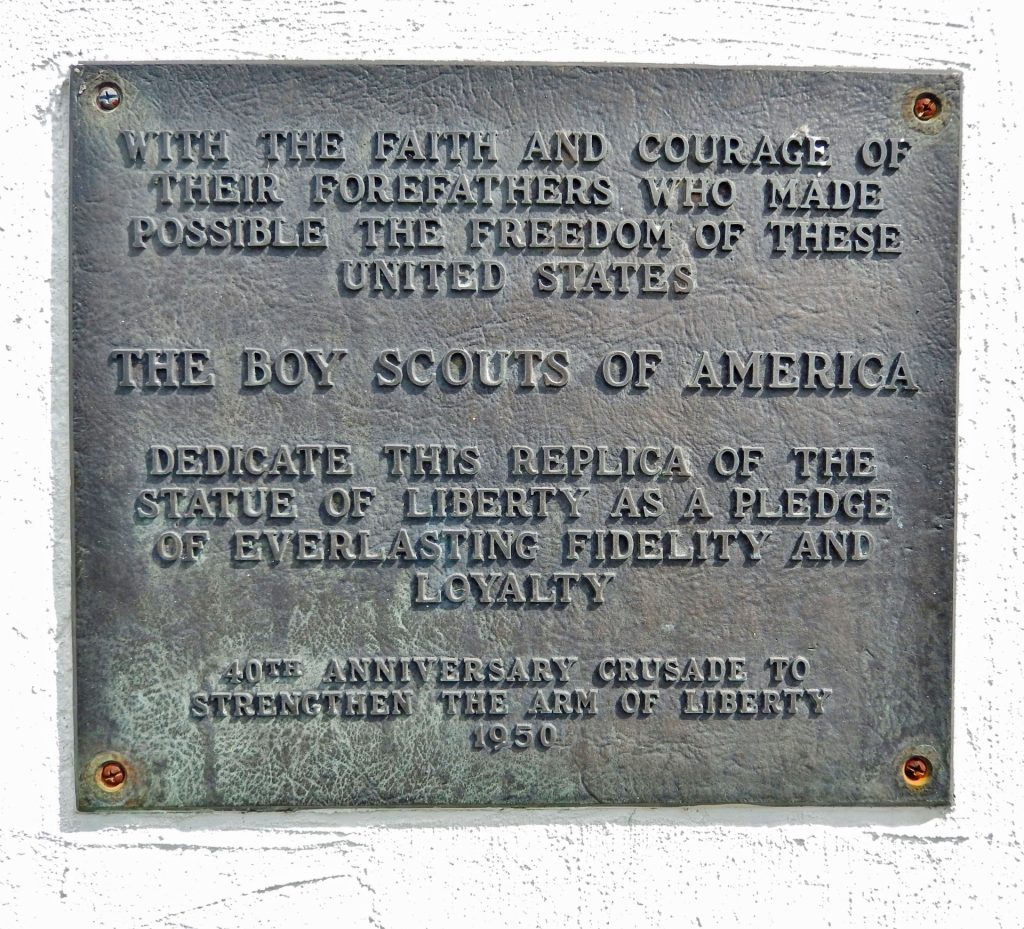 WITH THE FAITH AND COURAGE OF
THEIR FOREFATHERS WHO MADE
POSSIBLE THE FREEDOM OF THESE
UNITED STATES
THE BOY SCOUTS OF AMERICA
DEDICATE THIS REPLICA OF THE
STATUE OF LIBERTY AS A PLEDGE
OF EVERLASTING FIDELITY AND
LOYALTY
40TH ANNIVERSARY CRUSADE TO
STRENGTHEN THE ARM OF LIBERTY
1950